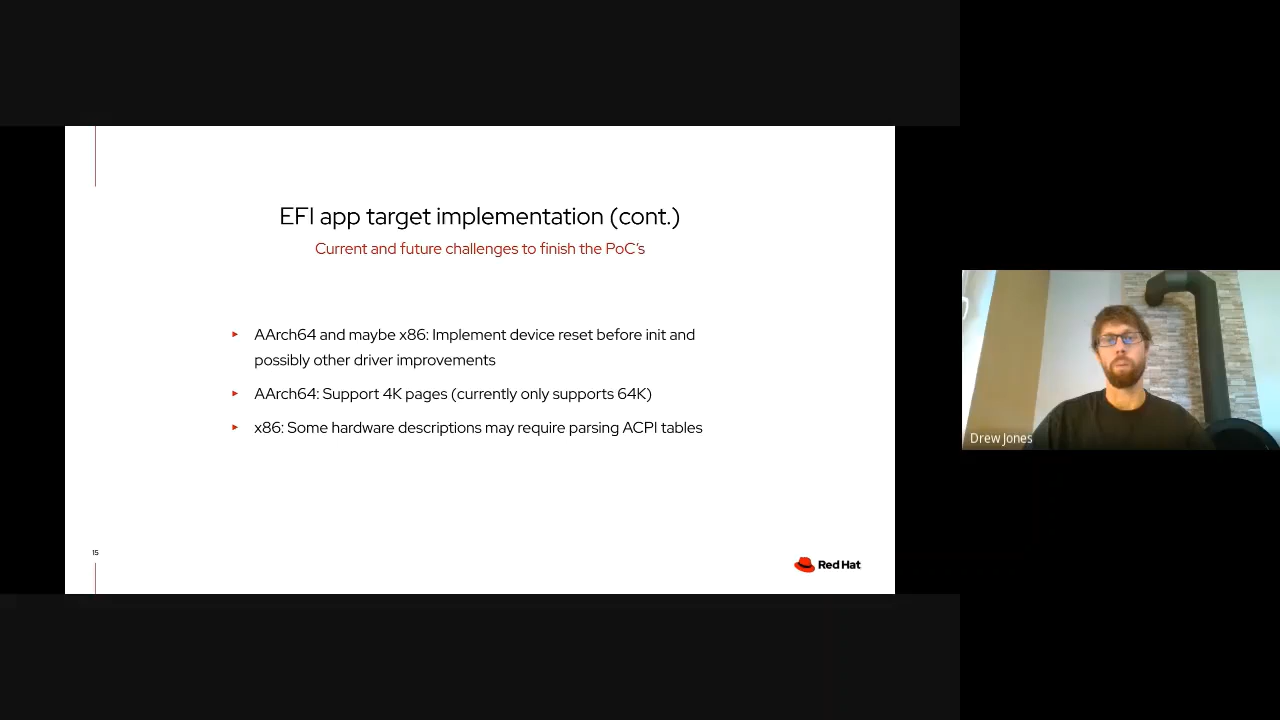 EFI app target implementation (cont.)
Current and future challenges to finish the PoC's
► AArch64 and maybe x86: Implement device reset before init and
possibly other driver improvements
► AArch64: Support 4K pages (currently only supports 64K)
► x86: Some hardware descriptions may require parsing ACPI tables
15
Red Hat
Drew Jones